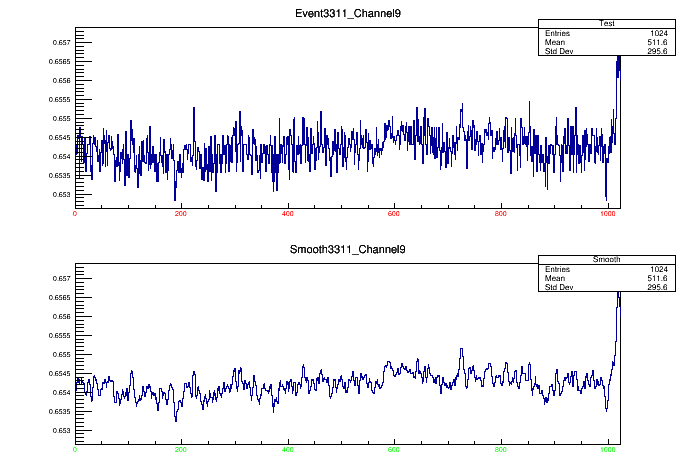 Event3311_Channel9
Test
Entries 1024
Mean 511.6
Std Dev 295.6
0.657
0.6565
0.656
0.6555
0.655
0.6545
0.654
0.6535
0.653
0 200 400 600 800 1000
Smooth3311_Channel9
Smooth
Entries 1024
Mean 511.6
Std Dev 295.6
0.657
0.6565
0.656
0.6555
0.655
0.6545
0.654
0.6535
0.653
0 200 400 600 800 1000